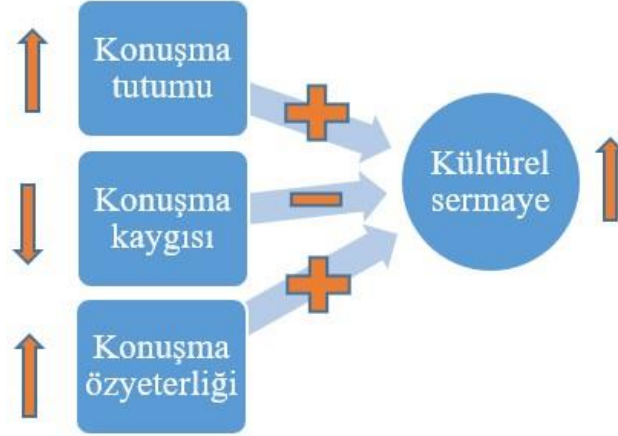 Konuşma
tutumu
Konuşma
kaygısı
Konuşma
özyeterliği
Kültürel
sermaye